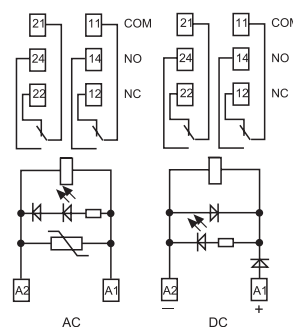 21 11 COM 21 11 COM
24 14 NO 24 14 NO
22 12 NC 22 12 NC
A2 A1 A2 A1
— +
AC DC